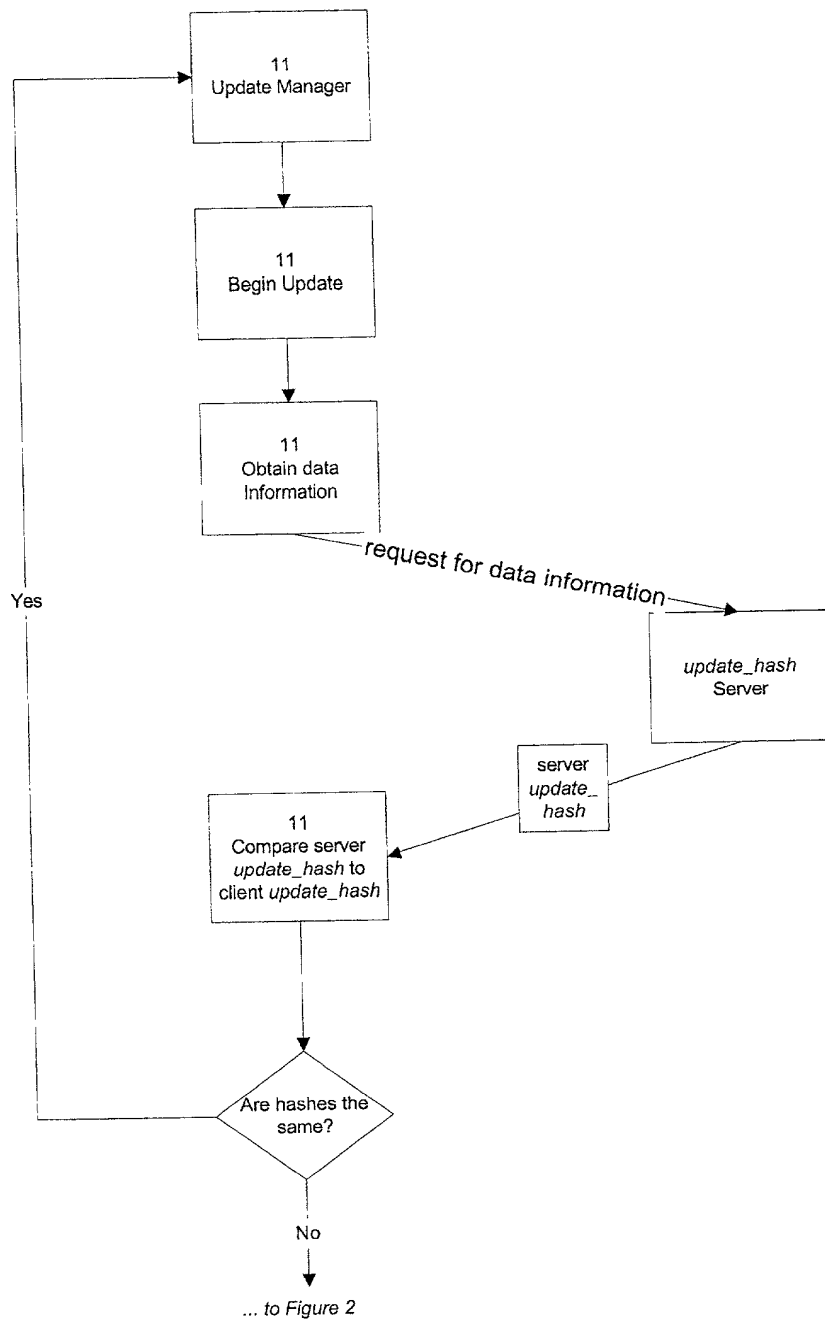 11
Update Manager
11
Begin Update
11
Obtain data
Information
request for data information
Yes
update_hash
Server
server
update_
hash
11
Compare server
update_hash to
client update_hash
Are hashes the
same?
No
... to Figure 2